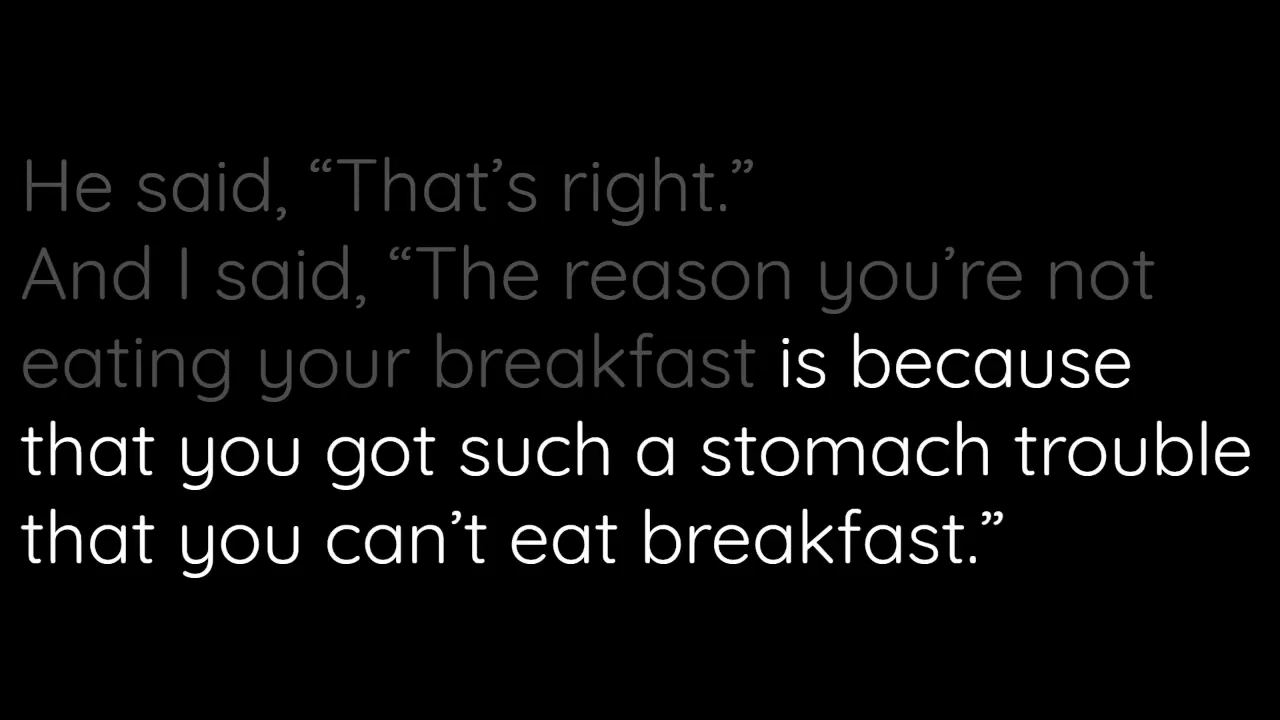 He said, “That’s right.”
And I said, “The reason you’re not
eating your breakfast is because
that you got such a stomach trouble
that you can’t eat breakfast.”